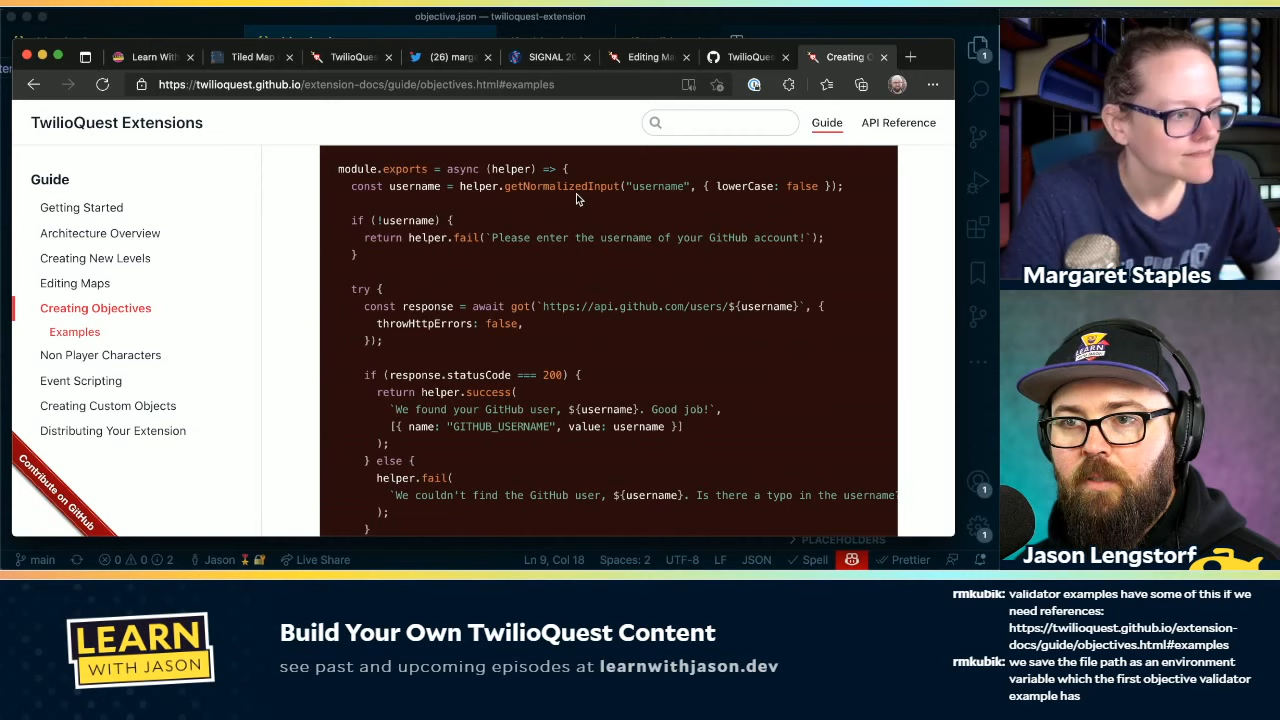 objective.json — twilioquest-extension
Learn With
Tiled Map
TwilioQues
(26) marg
SIGNAL 20
Editing Ma
TwilioQues
Creating O
https://twilioquest.github.io/extension-docs/guide/objectives.html#examples
TwilioQuest Extensions
Guide
API Reference
Guide
Getting Started
Architecture Overview
Creating New Levels
Editing Maps
Creating Objectives
Examples
Non Player Characters
Event Scripting
Creating Custom Objects
Distributing Your Extension
Contribute on GitHub
module.exports = async (helper) => {
const username = helper.getNormalizedInput("username", { lowerCase: false });
if (!username) {
return helper.fail(`Please enter the username of your GitHub account!`);
}
try {
const response = await got(`https://api.github.com/users/${username}`, {
throwHttpErrors: false,
});
if (response.statusCode === 200) {
return helper.success(
`We found your GitHub user, ${username}. Good job!`,
[{ name: "GITHUB_USERNAME", value: username }]
);
} else {
helper.fail(
`We couldn't find the GitHub user, ${username}. Is there a typo in the username?
);
}
PLACEHOLDERS
main
0
0
2
Jason
Live Share
Ln 9, Col 18
Spaces: 2
UTF-8
LF
JSON
Spell
Prettier
1
1
1
Margaret Staples
LEARN
Jason Lengstorf
LEARN
WITH JASON
Build Your Own TwilioQuest Content
see past and upcoming episodes at learnwithjason.dev
rmkubik: validator examples have some of this if we
need references:
https://twilioquest.github.io/extension-
docs/guide/objectives.html#examples
rmkubik: we save the file path as an environment
variable which the first objective validator
example has